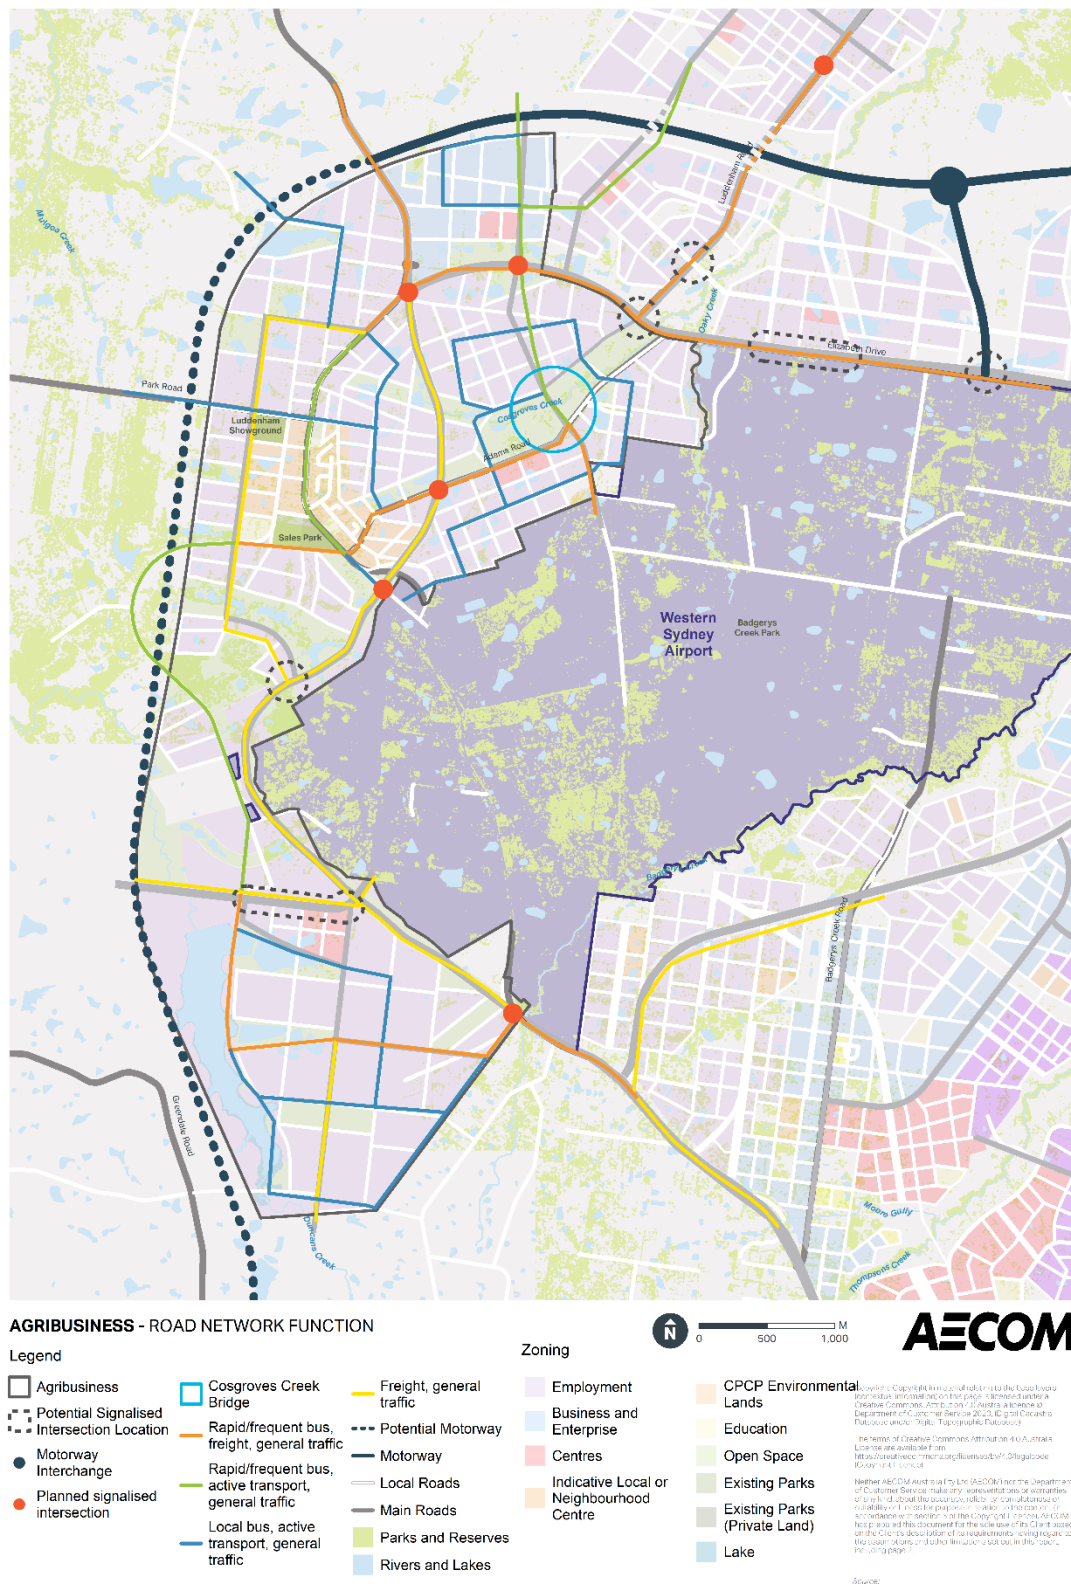 Luddenham Road
Mulgoa Creek
Oaky Creek
Elizabeth Drive
Park Road
Luddenham
Showground
Cosgroves Creek
Adams Road
Sales Park
Western
Sydney
Airport
Badgerys
Creek Park
Badgerys Creek Road
Greendale Road
Duncans Creek
Moore Gully
Thompsons Creek
AGRIBUSINESS - ROAD NETWORK FUNCTION
N
0 500 1,000 M
AECOM
Legend
Agribusiness
Potential Signalised
Intersection Location
Motorway
Interchange
Planned signalised
intersection
Cosgroves Creek
Bridge
Rapid/frequent bus,
freight, general traffic
Rapid/frequent bus,
active transport,
general traffic
Local bus, active
transport, general
traffic
Freight, general
traffic
Potential Motorway
Motorway
Local Roads
Main Roads
Parks and Reserves
Rivers and Lakes
Zoning
Employment
Business and
Enterprise
Centres
Indicative Local or
Neighbourhood
Centre
CPCP Environmental
Lands
Education
Open Space
Existing Parks
Existing Parks
(Private Land)
Lake
Source: